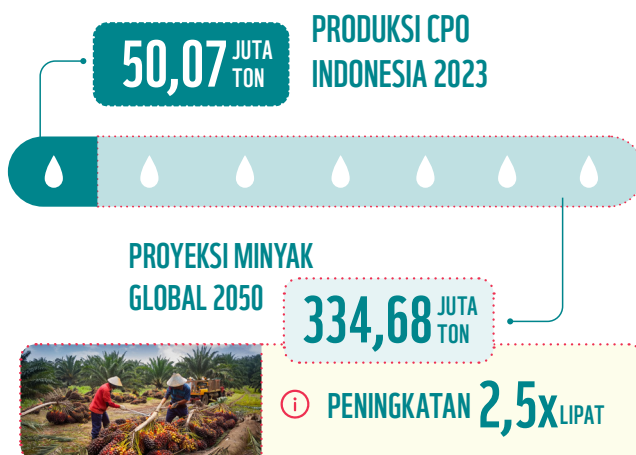 50,07 JUTA TON
PRODUKSI CPO
INDONESIA 2023
PROYEKSI MINYAK
GLOBAL 2050
334,68 JUTA TON
PENINGKATAN 2,5x LIPAT